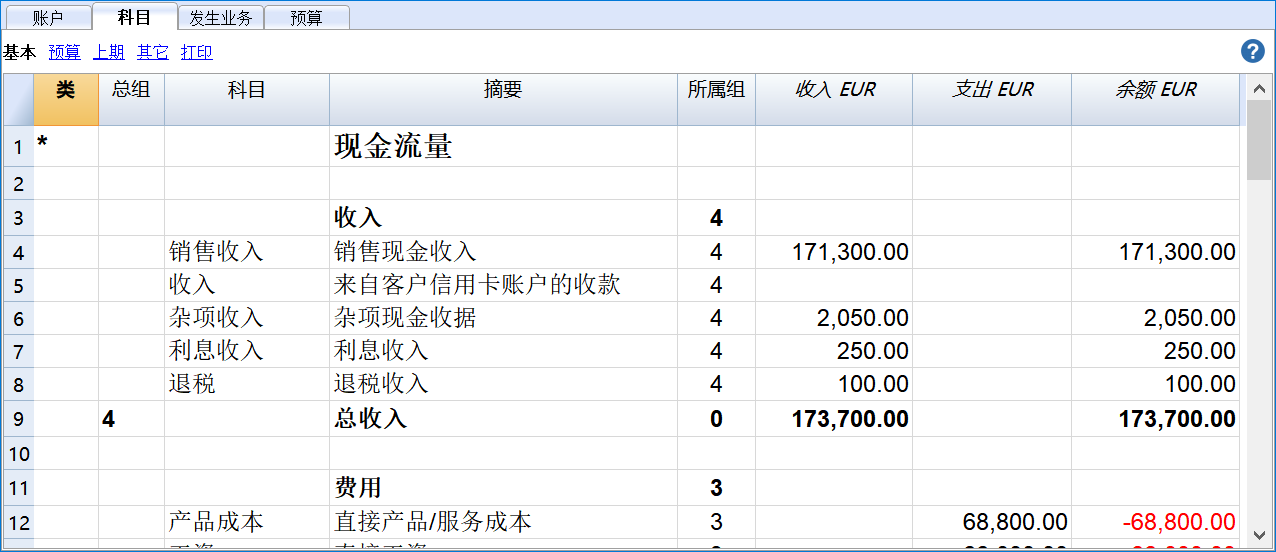 账户 科目 发生业务 预算
基本 预算 上期 其它 打印 ?
类 总组 科目 摘要 所属组 收入 EUR 支出 EUR 余额 EUR
1 * 现金流量
2
3 收入 4
4 销售收入 销售现金收入 4 171,300.00 171,300.00
5 收入 来自客户信用卡账户的收款 4
6 杂项收入 杂项现金收据 4 2,050.00 2,050.00
7 利息收入 利息收入 4 250.00 250.00
8 退税 退税收入 4 100.00 100.00
9 4 总收入 0 173,700.00 173,700.00
10
11 费用 3
12 产品成本 直接产品/服务成本 3 68,800.00 -68,800.00